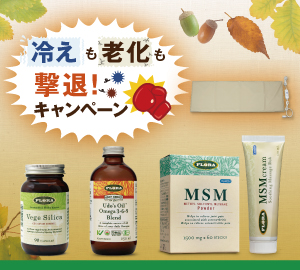 冷えも老化も
撃退！
キャンペーン
FLORA
Vege Silica
FLORA
Udo's Oil
Omega 3·6·9
Blend
FLORA
MSM
Powder
FLORA
MSM cream